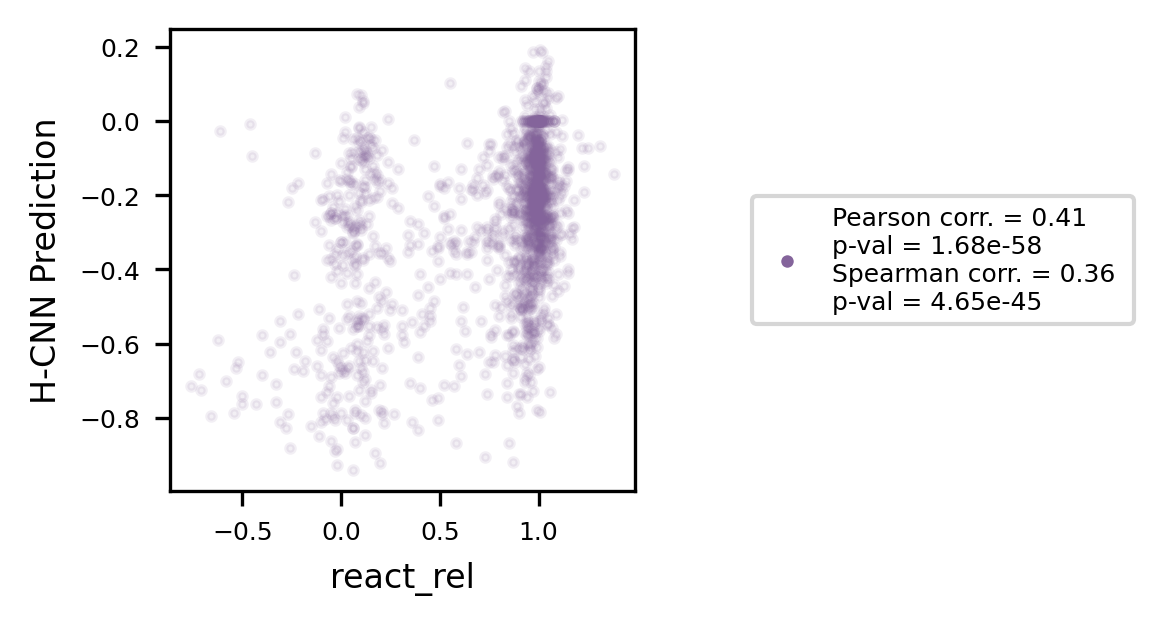 0.2
0.0
−0.2
−0.4
−0.6
−0.8
H-CNN Prediction
−0.5
0.0
0.5
1.0
react_rel
Pearson corr. = 0.41
p-val = 1.68e-58
Spearman corr. = 0.36
p-val = 4.65e-45